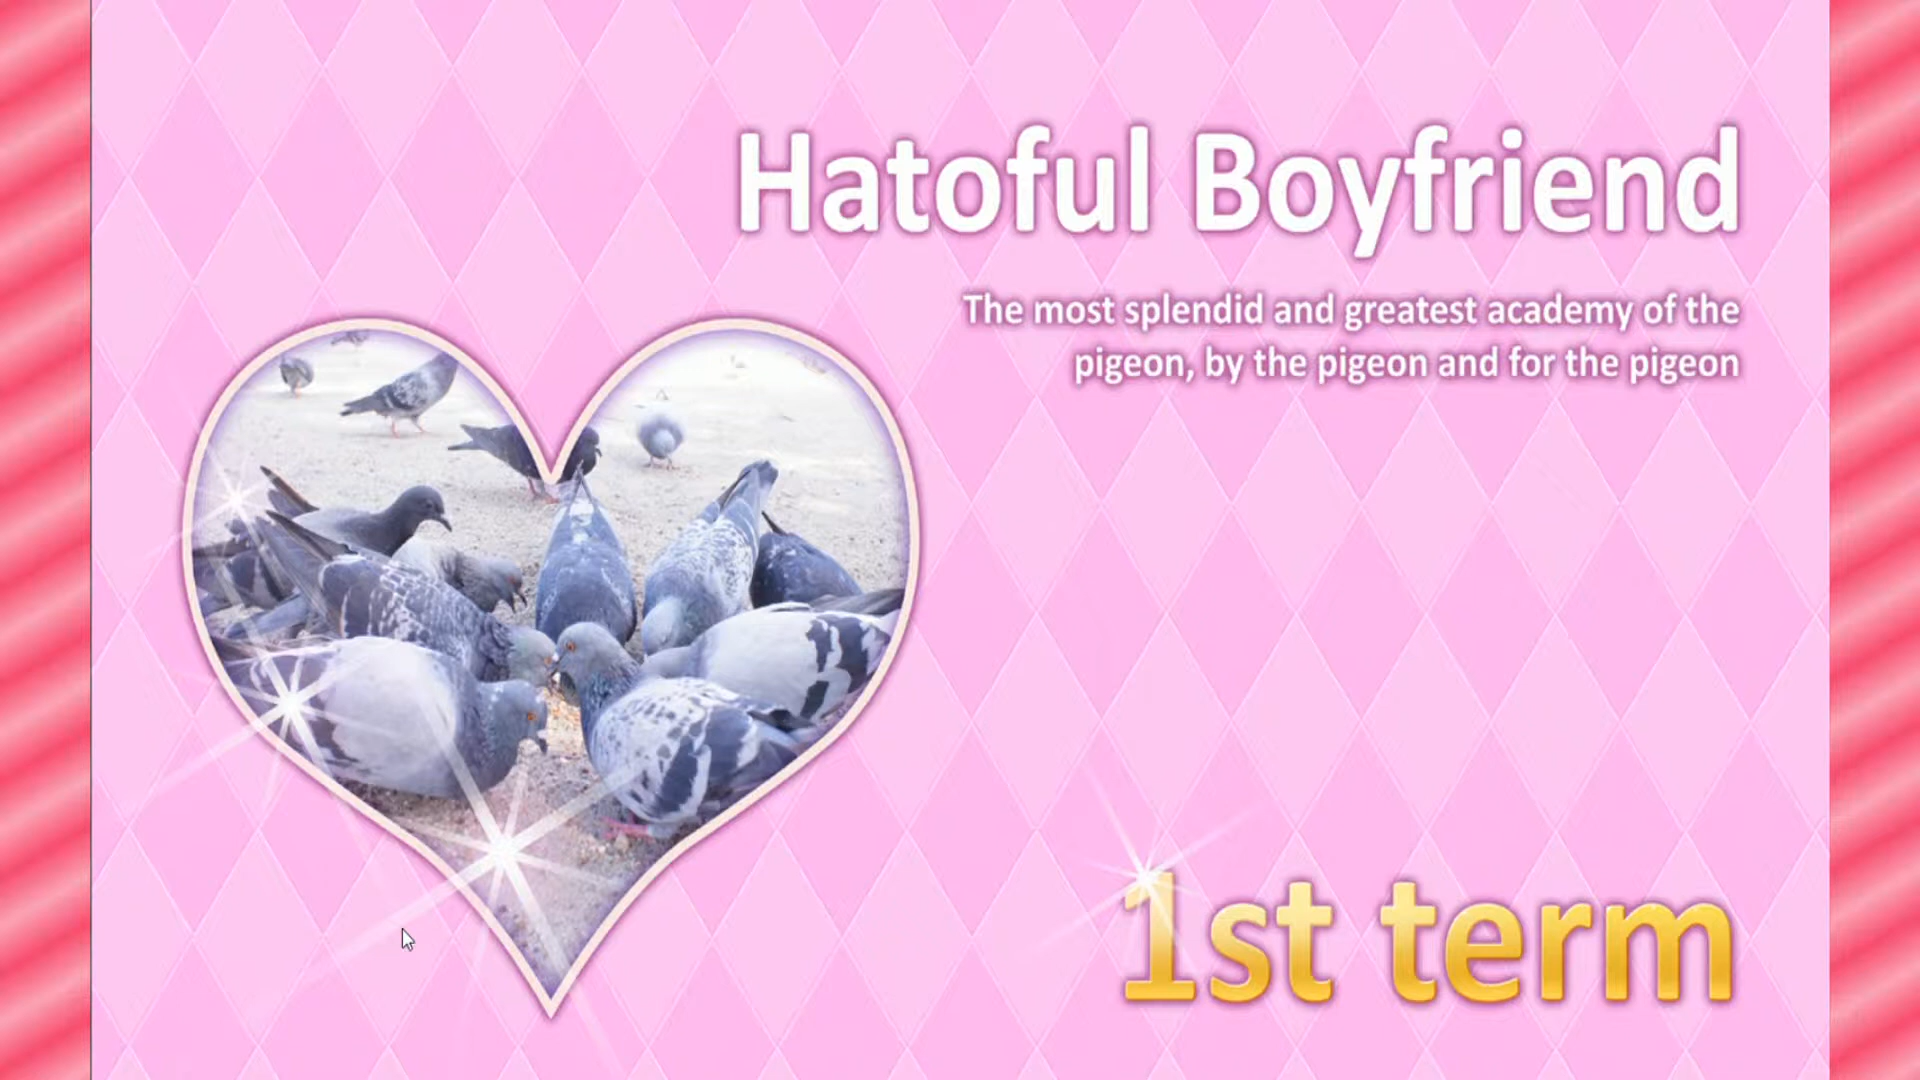 Hatoful Boyfriend
The most splendid and greatest academy of the
pigeon, by the pigeon and for the pigeon
1st term